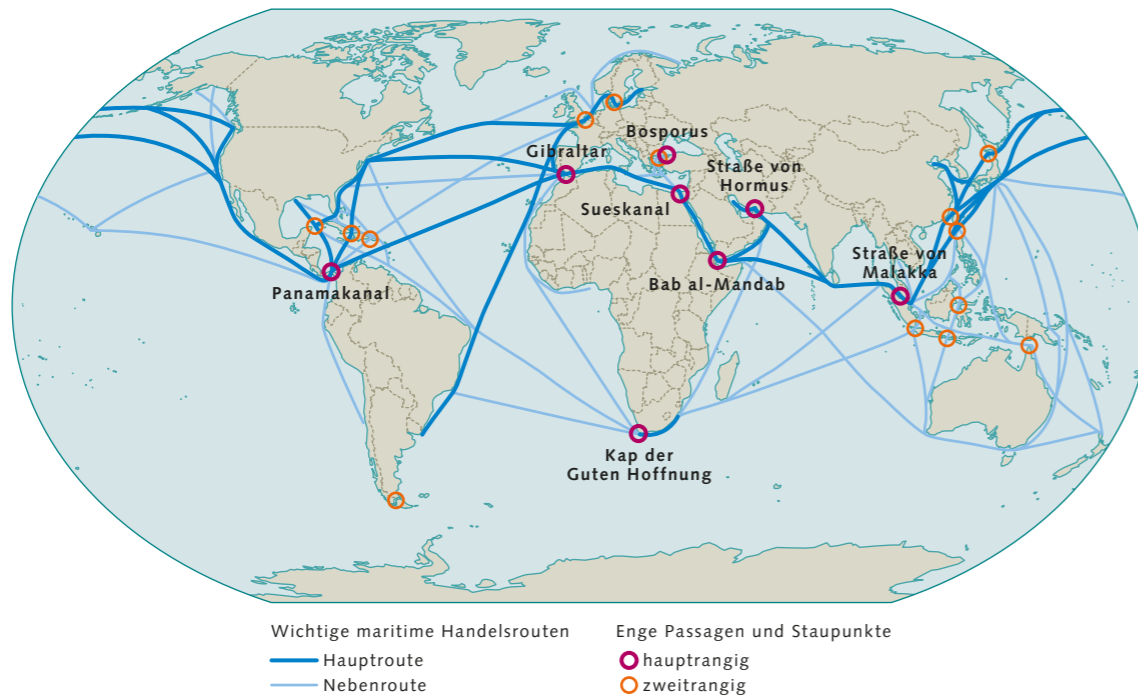 Bosporus
Gibraltar
Straße von
Hormus
Sueskanal
Straße von
Malakka
Bab al-Mandab
Panamakanal
Kap der
Guten Hoffnung
Wichtige maritime Handelsrouten
Hauptroute
Nebenroute
Enge Passagen und Staupunkte
hauptrangig
zweitrangig